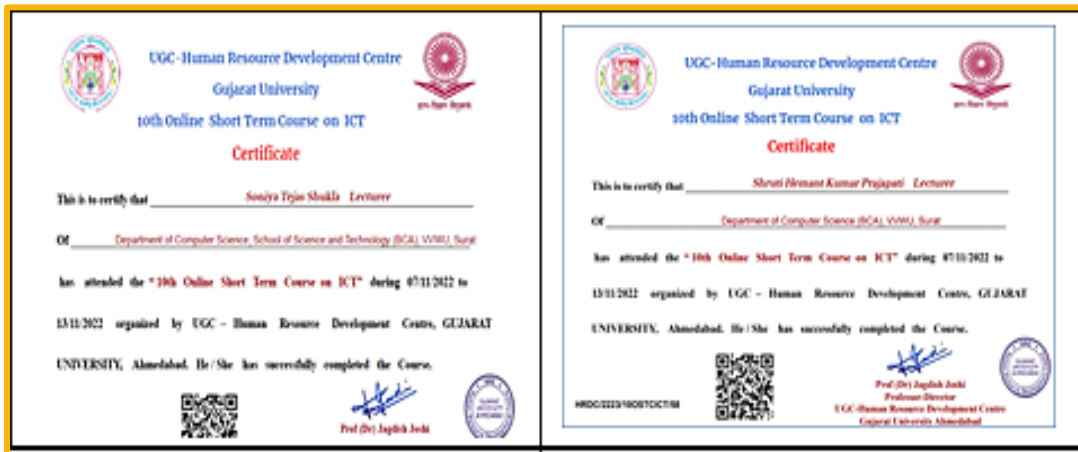 UGC-Human Resource Development Centre
Gujarat University
10th Online Short Term Course on ICT
Certificate
This is to certify that Soniya Tejas Shukla Lecturer
Of Department of Computer Science, School of Science and Technology (BCA), VVWU, Surat
has attended the "10th Online Short Term Course on ICT" during 07/11/2022 to
13/11/2022 organized by UGC – Human Resource Development Centre, GUJARAT
UNIVERSITY, Ahmedabad. He / She has successfully completed the Course.
Prof (Dr) Jagdish Joshi
UGC-Human Resource Development Centre
Gujarat University
10th Online Short Term Course on ICT
Certificate
This is to certify that Shruti Hemant Kumar Prajapati Lecturer
Of Department of Computer Science (BCA), VVWU, Surat
has attended the "10th Online Short Term Course on ICT" during 07/11/2022 to
13/11/2022 organized by UGC – Human Resource Development Centre, GUJARAT
UNIVERSITY, Ahmedabad. He / She has successfully completed the Course.
Prof (Dr) Jagdish Joshi
Professor-Director
UGC-Human Resource Development Centre
Gujarat University Ahmedabad